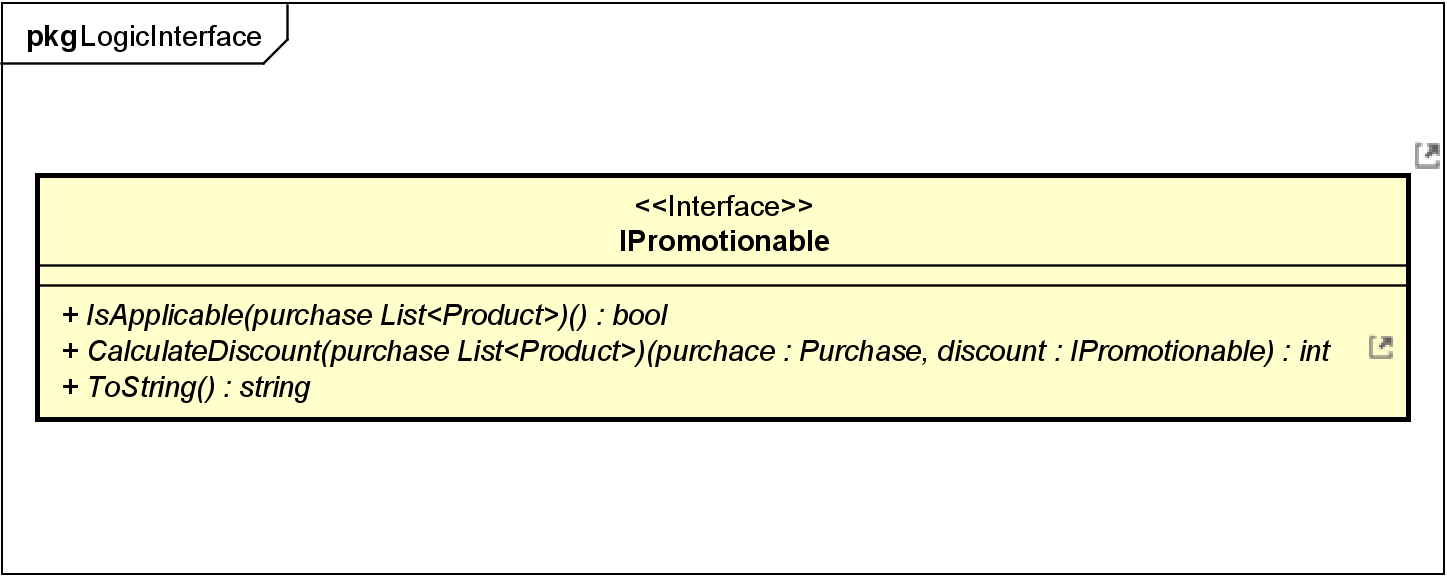 pkg LogicInterface
<<Interface>>
IPromotionable
+ IsApplicable(purchase List<Product>)() : bool
+ CalculateDiscount(purchase List<Product>)(purchace : Purchase, discount : IPromotionable) : int
+ ToString() : string